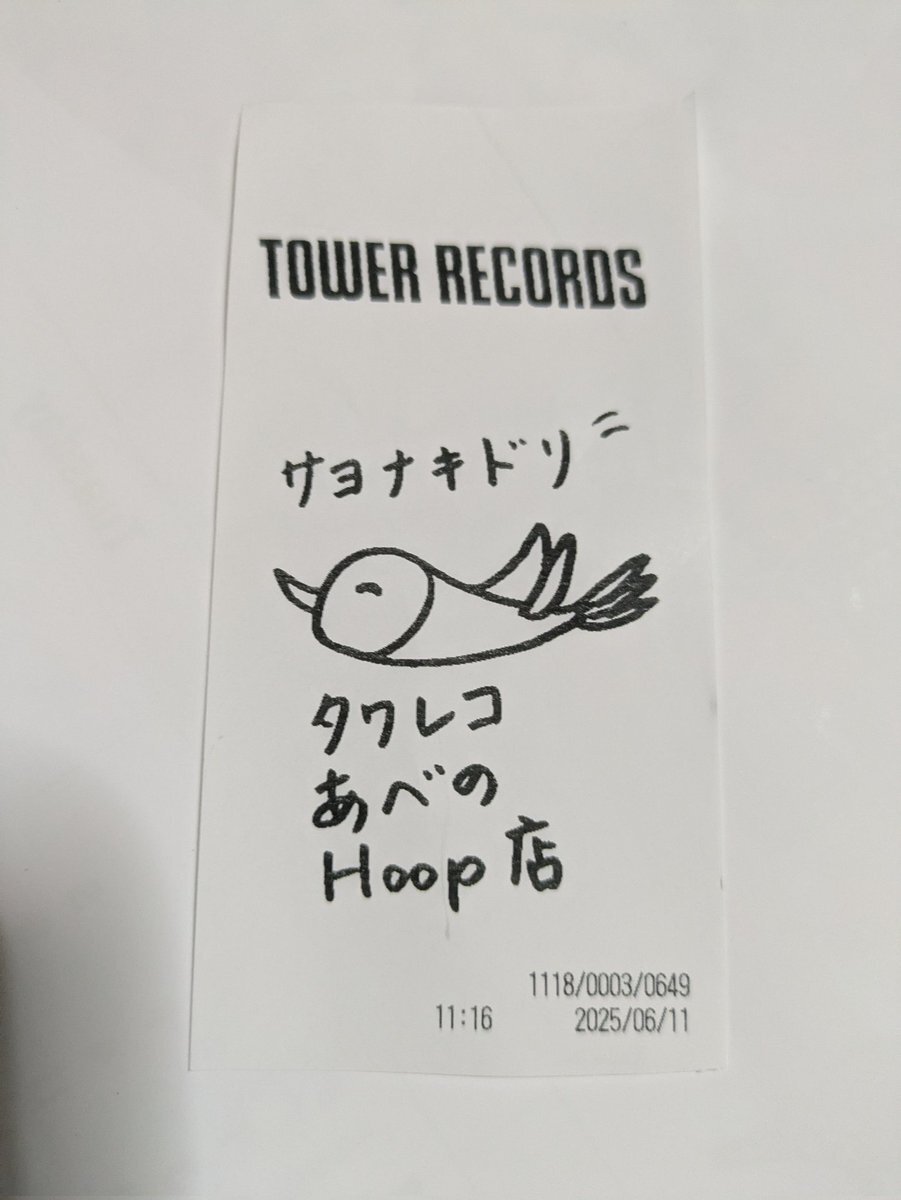 TOWER RECORDS
サヨナキドリ
タワレコ
あべの
Hoop店
1118/0003/0649
11:16 2025/06/11